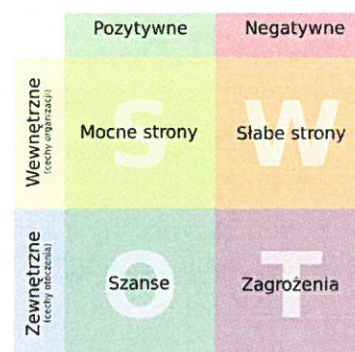 Pozytywne
Negatywne
Wewnętrzne
(cechy organizacji)
S
Mocne strony
W
Słabe strony
Zewnętrzne
(cechy otoczenia)
O
Szanse
T
Zagrożenia